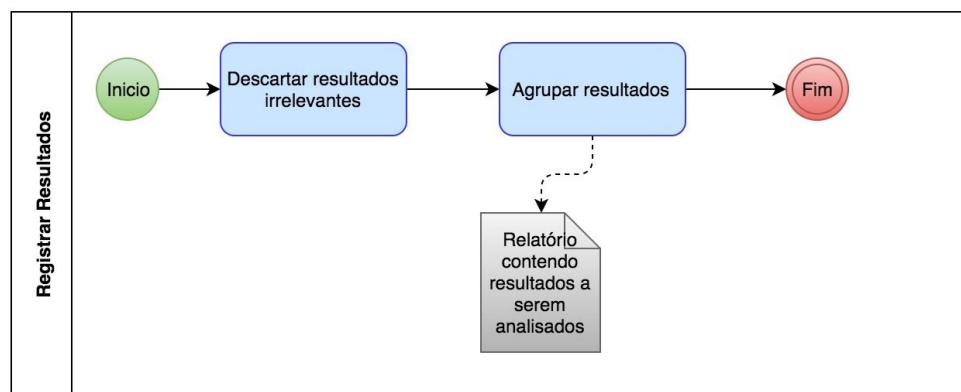 Registrar Resultados
Inicio
Descartar resultados
irrelevantes
Agrupar resultados
Fim
Relatório
contendo
resultados a
serem
analisados